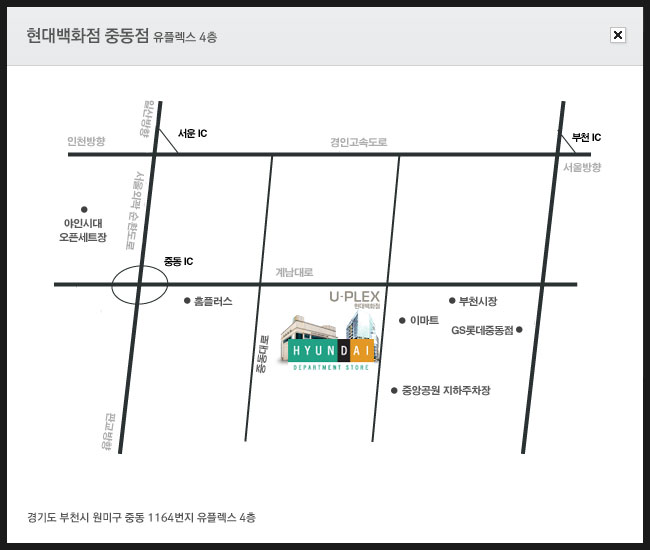 현대백화점 중동점 유플렉스 4층
일산방향
서운 IC
부천 IC
인천방향
경인고속도로
서울방향
서울외곽 순환도로
야인시대
오픈세트장
중동 IC
계남대로
홈플러스
U-PLEX
현대백화점
부천시장
이마트
GS롯데중동점
중동대로
HYUNDAI
DEPARTMENT STORE
중앙공원 지하주차장
판교방향
경기도 부천시 원미구 중동 1164번지 유플렉스 4층